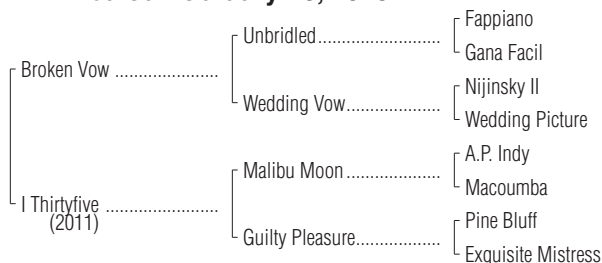 Fappiano
Unbridled
Gana Facil
Broken Vow
Nijinsky II
Wedding Vow
Wedding Picture
A.P. Indy
Malibu Moon
Macoumba
I Thirtyfive
(2011)
Pine Bluff
Guilty Pleasure
Exquisite Mistress